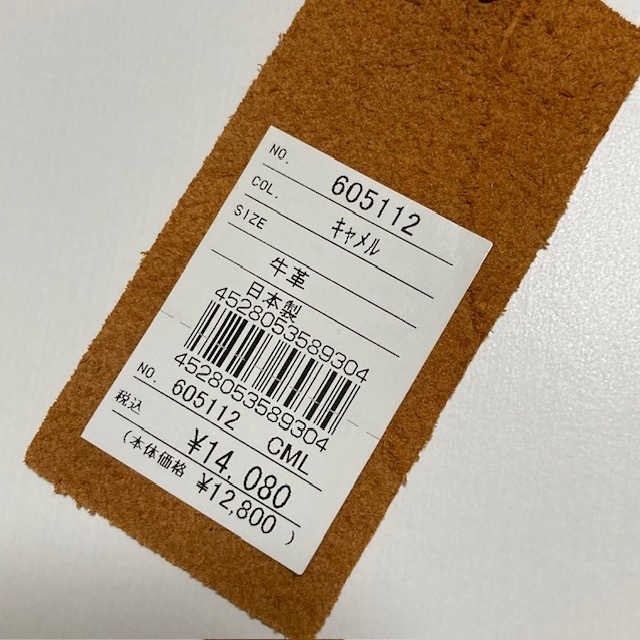 NO. 605112
COL. ｷｬﾒﾙ
SIZE
牛革
日本製
4528053589304
4528053589304
NO. 605112 CML
税込 ¥14,080
(本体価格 ¥12,800 )